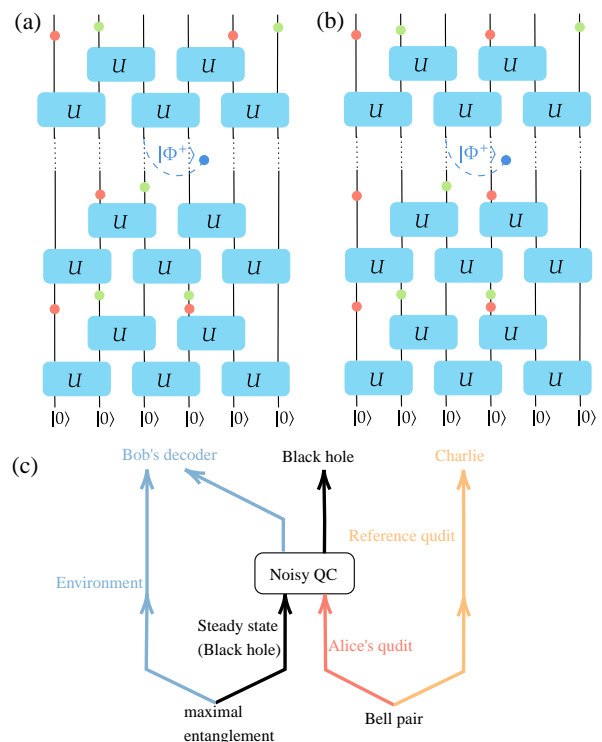 (a)
(b)
U U
U U
U U U
U U U
|Φ⁺⟩
|Φ⁺⟩
U U
U U
U U U
U U U
U U
U U
U U U
U U U
|0⟩ |0⟩ |0⟩ |0⟩ |0⟩ |0⟩
|0⟩ |0⟩ |0⟩ |0⟩ |0⟩ |0⟩
(c)
Bob's decoder
Black hole
Charlie
Reference qudit
Environment
Noisy QC
Steady state
(Black hole)
Alice's qudit
maximal
entanglement
Bell pair